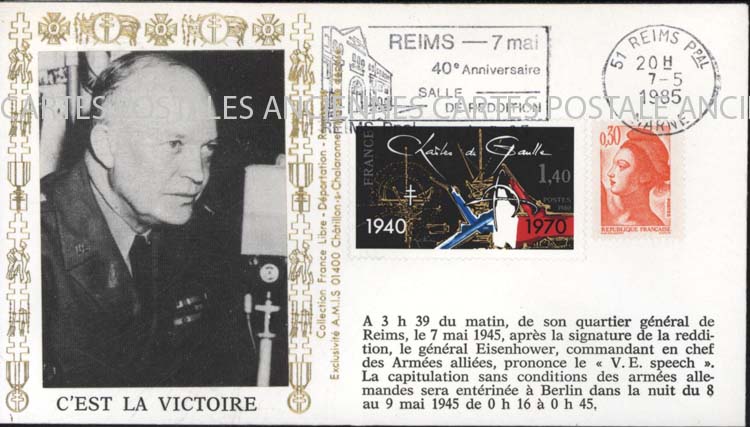 REIMS — 7 mai
40e Anniversaire
SALLE
DE REDDITION
51 REIMS PPAL
20 H
7-5
1985
MARNE
CARTES POSTALES ANCIENNES CARTES POSTALE ANCIEN
Collection France Libre - Déportation
Exclusivité A.M.I.S 01400 Châtillon-s-Chalaronne
FRANCE
Charles de Gaulle
1,40
POSTES
1980
1940
1970
0,30
REPUBLIQUE FRANÇAISE
A 3 h 39 du matin, de son quartier général de
Reims, le 7 mai 1945, après la signature de la reddi-
tion, le général Eisenhower, commandant en chef
des Armées alliées, prononce le « V. E. speech ».
La capitulation sans conditions des armées alle-
mandes sera entérinée à Berlin dans la nuit du 8
au 9 mai 1945 de 0 h 16 à 0 h 45.
C'EST LA VICTOIRE